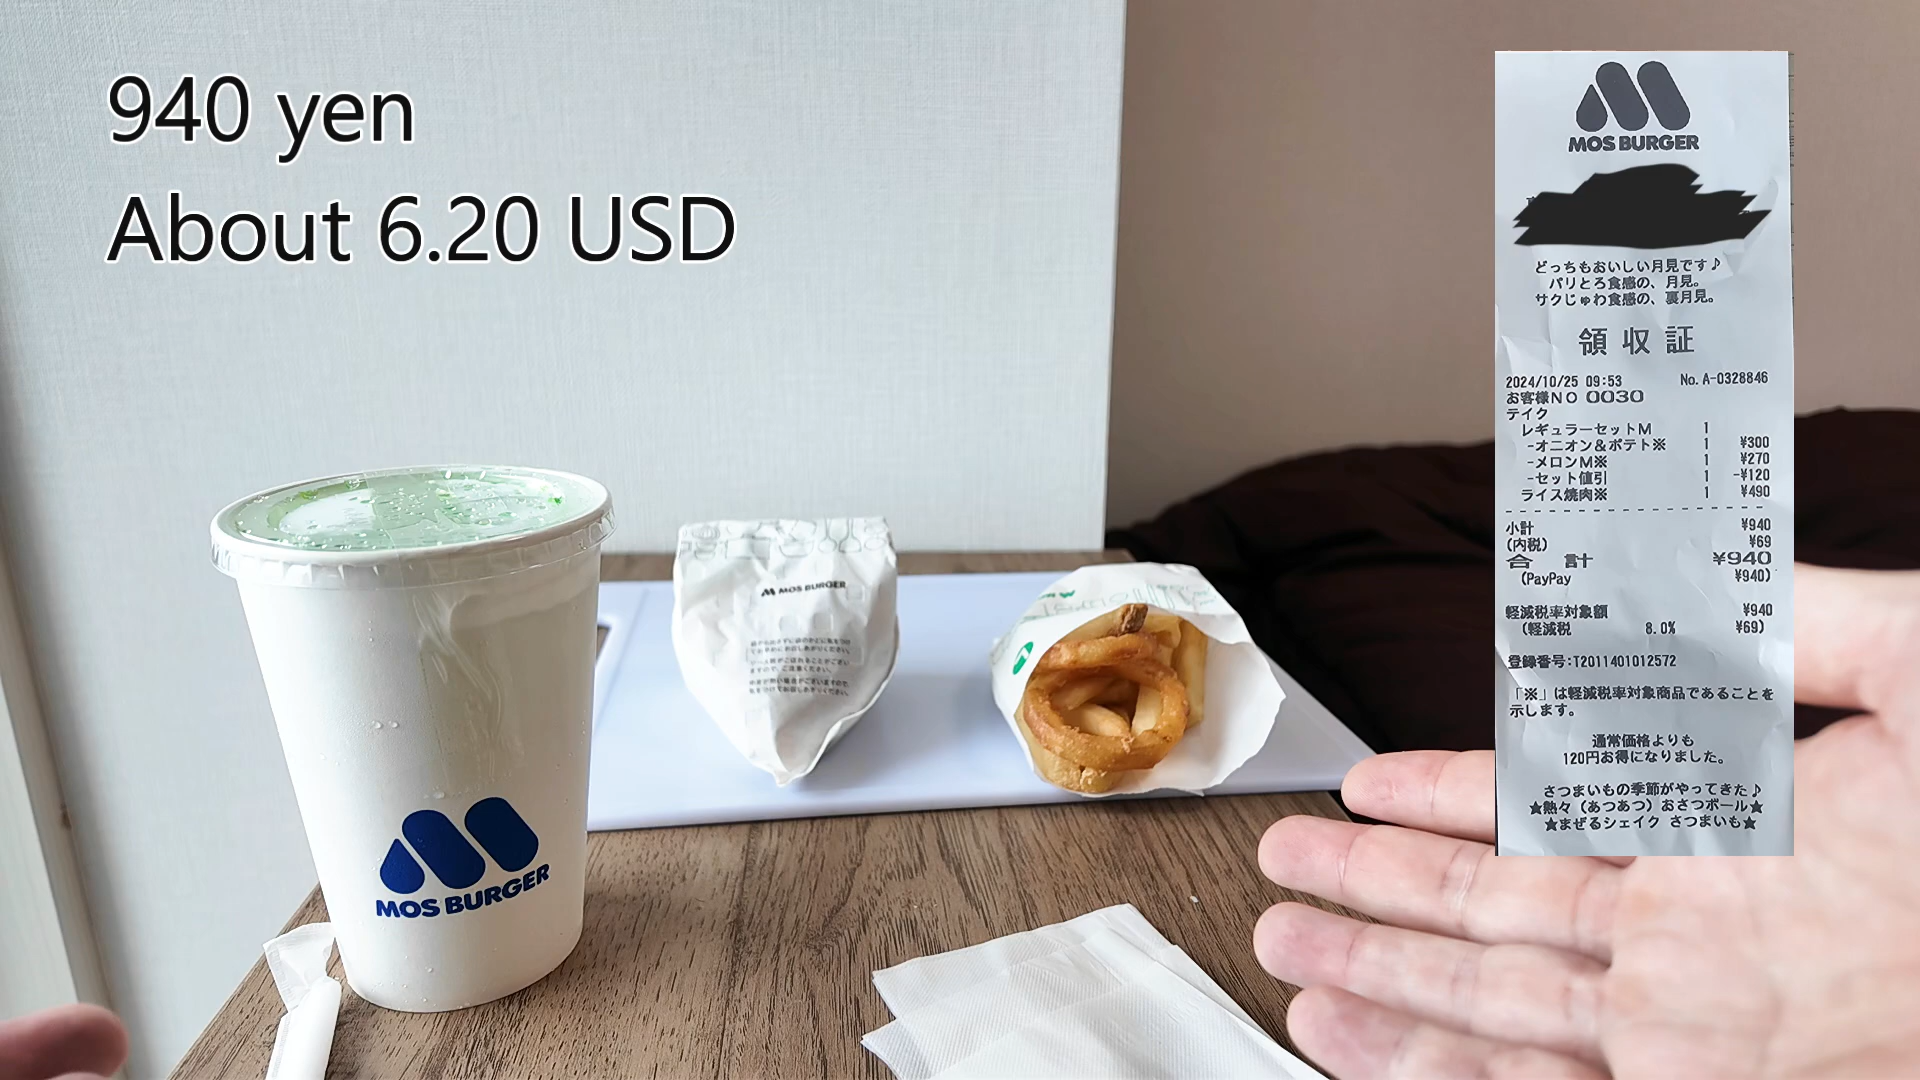 940 yen
About 6.20 USD
MOS BURGER
MOS BURGER
MOS BURGER
どっちもおいしい月見です♪
パリとろ食感の、月見。
サクじゅわ食感の、裏月見。
領収証
2024/10/25 09:53 No.A-0328846
お客様NO 0030
テイク
レギュラーセットM 1
-オニオン&ポテト※ 1 ¥300
-メロンM※ 1 ¥270
-セット値引 1 -¥120
ライス焼肉※ 1 ¥490
小計 ¥940
(内税) ¥69
合 計 ¥940
(PayPay ¥940)
軽減税率対象額 ¥940
(軽減税 8.0% ¥69)
登録番号:T2011401012572
「※」は軽減税率対象商品であることを
示します。
通常価格よりも
120円お得になりました。
さつまいもの季節がやってきた♪
★熱々(あつあつ)おさつボール★
★まぜるシェイク さつまいも★